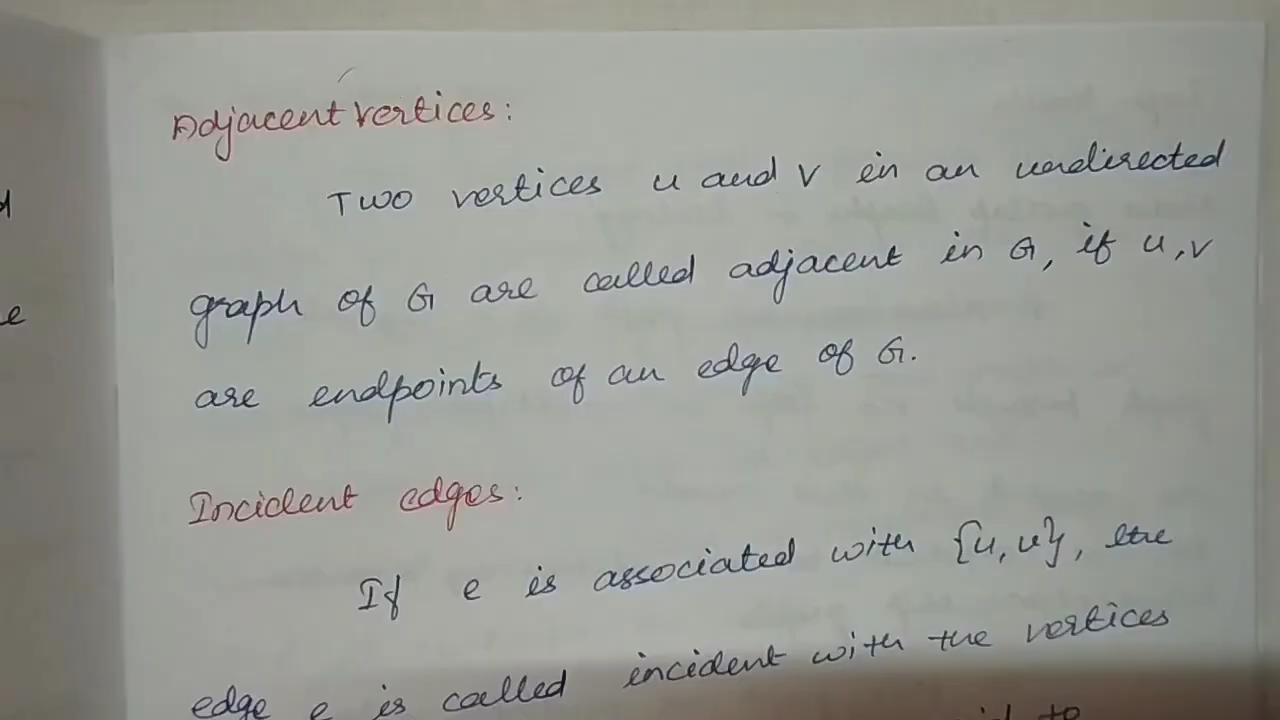 Adjacent vertices:
Two vertices u and v in an undirected
graph of G are called adjacent in G, if u,v
are endpoints of an edge of G.
Incident edges:
If e is associated with {u, u}, the
edge e is called incident with the vertices
to
e